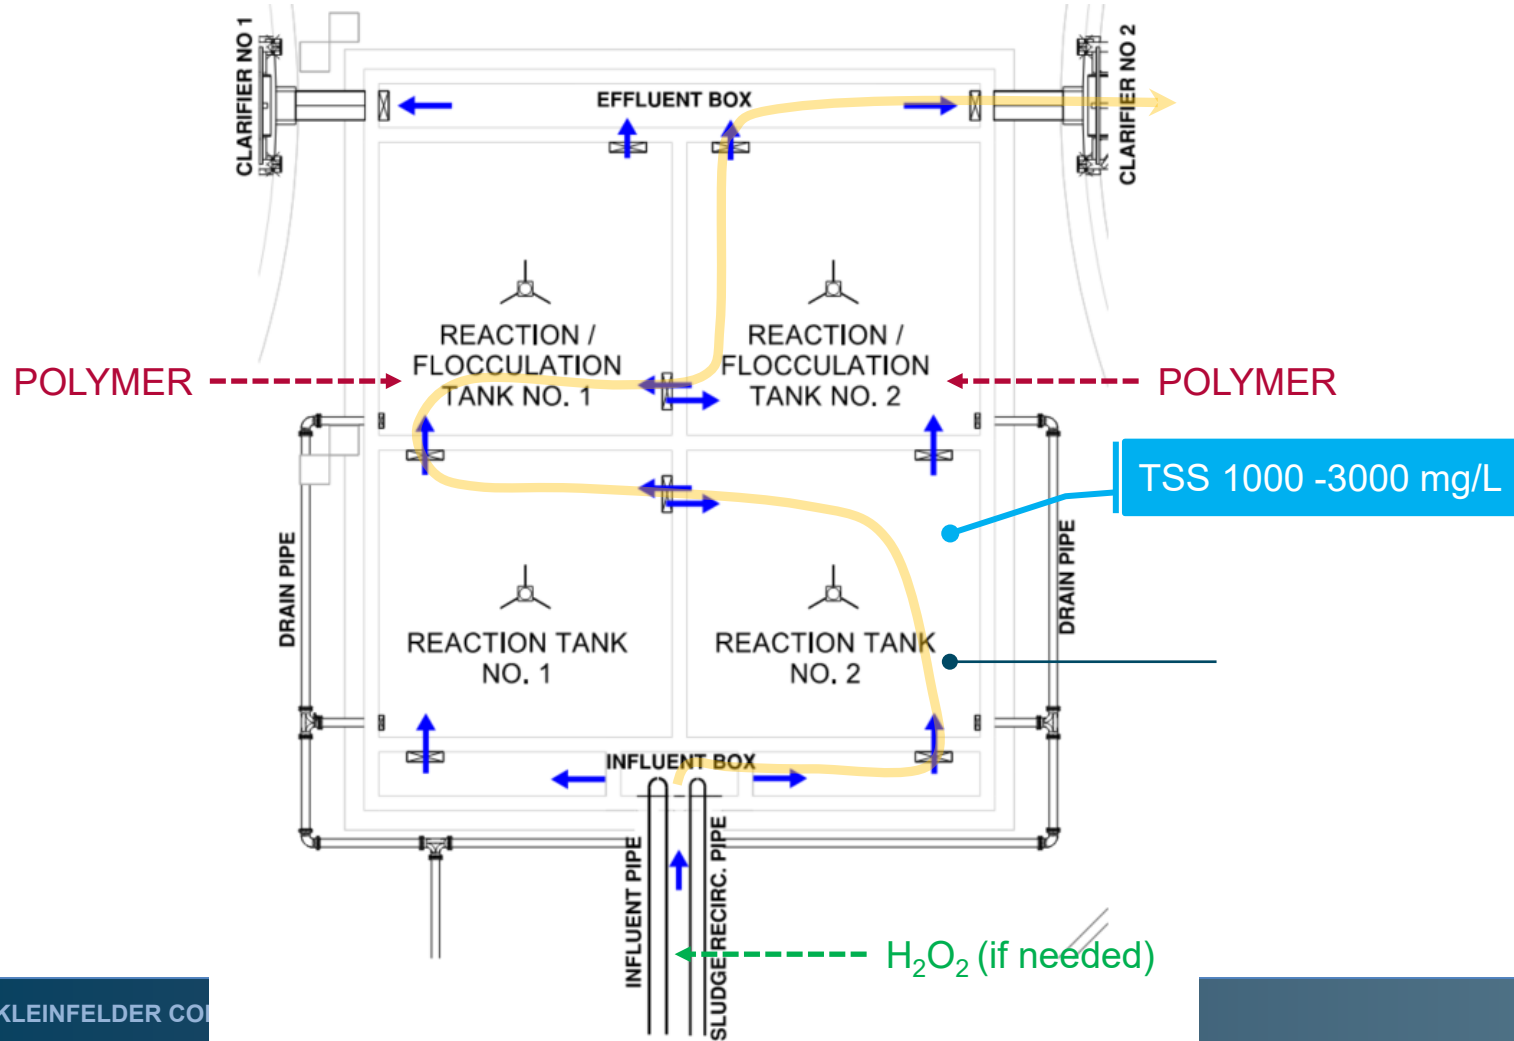 CLARIFIER NO 1
EFFLUENT BOX
CLARIFIER NO 2
REACTION /
FLOCCULATION
TANK NO. 1
REACTION /
FLOCCULATION
TANK NO. 2
POLYMER
POLYMER
TSS 1000 -3000 mg/L
DRAIN PIPE
DRAIN PIPE
REACTION TANK
NO. 1
REACTION TANK
NO. 2
INFLUENT BOX
INFLUENT PIPE
SLUDGE RECIRC. PIPE
H₂O₂ (if needed)
KLEINFELDER